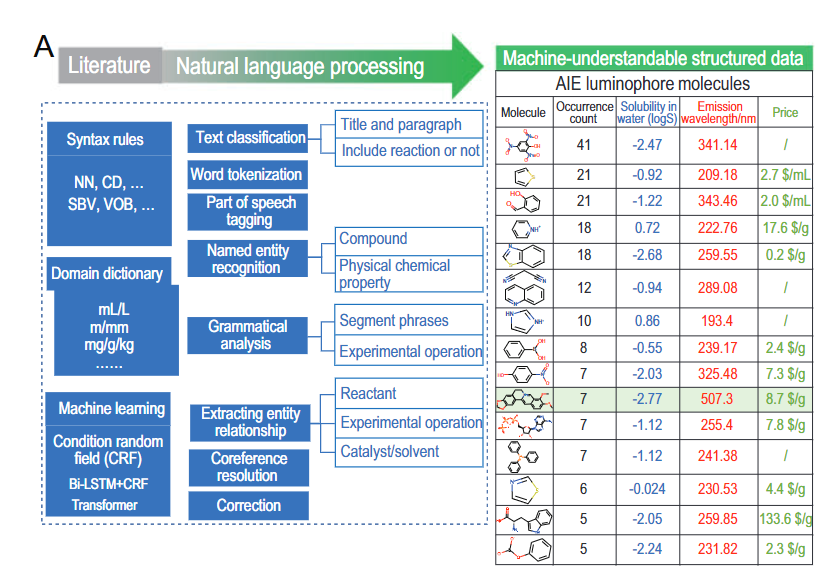 A
Literature
Natural language processing
Syntax rules
NN, CD, ...
SBV, VOB, ...
Domain dictionary
mL/L
m/mm
mg/g/kg
......
Machine learning
Condition random
field (CRF)
Bi-LSTM+CRF
Transformer
Text classification
Title and paragraph
Include reaction or not
Word tokenization
Part of speech
tagging
Named entity
recognition
Compound
Physical chemical
property
Grammatical
analysis
Segment phrases
Experimental operation
Extracting entity
relationship
Reactant
Experimental operation
Catalyst/solvent
Coreference
resolution
Correction
Machine-understandable structured data
AIE luminophore molecules
Molecule Occurrence count Solubility in water (logS) Emission wavelength/nm Price
41 -2.47 341.14 /
21 -0.92 209.18 2.7 $/mL
21 -1.22 343.46 2.0 $/mL
18 0.72 222.76 17.6 $/g
18 -2.68 259.55 0.2 $/g
12 -0.94 289.08 /
10 0.86 193.4 /
8 -0.55 239.17 2.4 $/g
7 -2.03 325.48 7.3 $/g
7 -2.77 507.3 8.7 $/g
7 -1.12 255.4 7.8 $/g
7 -1.12 241.38 /
6 -0.024 230.53 4.4 $/g
5 -2.05 259.85 133.6 $/g
5 -2.24 231.82 2.3 $/g